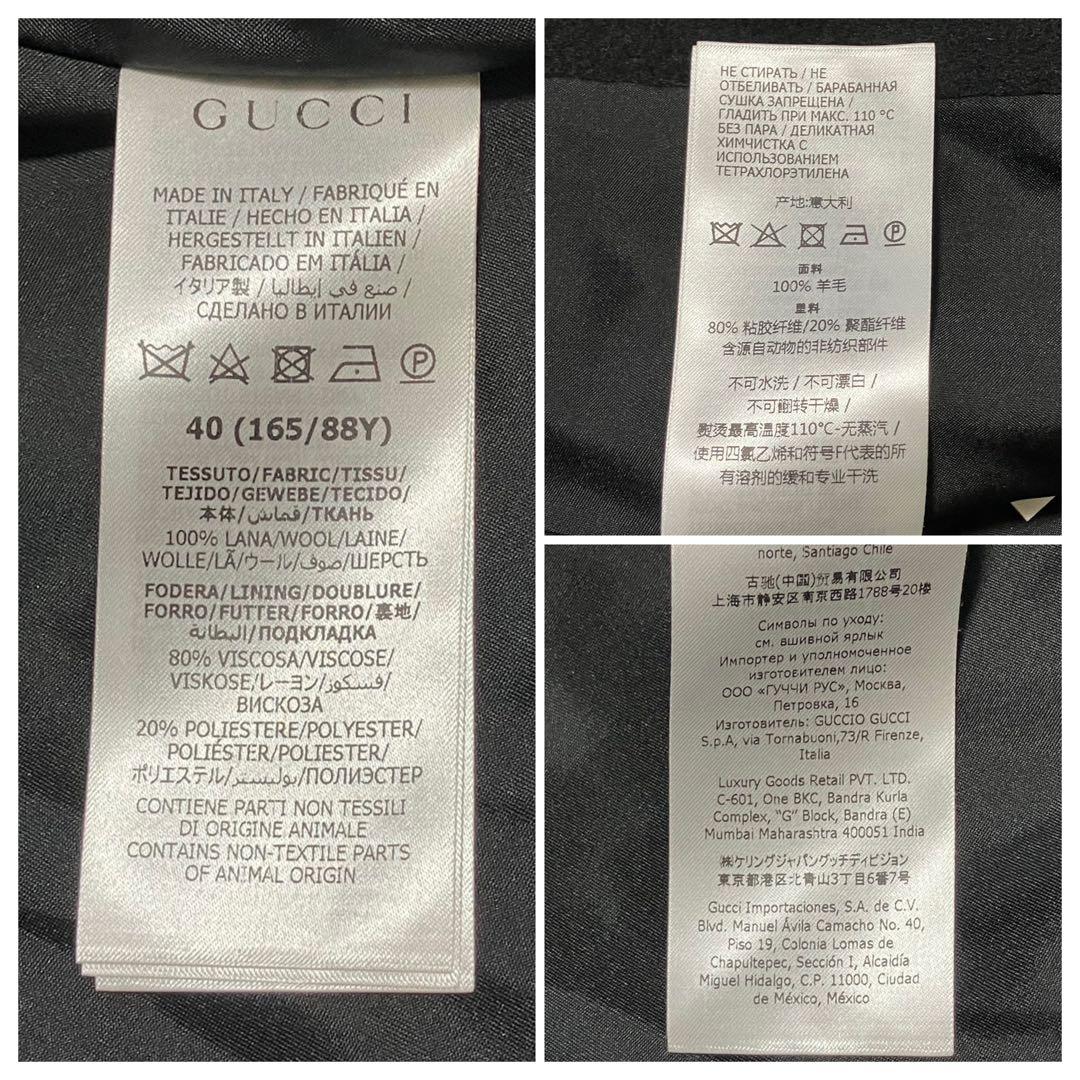 GUCCI
MADE IN ITALY / FABRIQUÉ EN
ITALIE / HECHO EN ITALIA /
HERGESTELLT IN ITALIEN /
FABRICADO EM ITÁLIA /
イタリア製 / صنع في إيطاليا /
СДЕЛАНО В ИТАЛИИ
P
40 (165/88Y)
TESSUTO/FABRIC/TISSU/
TEJIDO/GEWEBE/TECIDO/
本体/قماش/ТКАНЬ
100% LANA/WOOL/LAINE/
WOLLE/LÃ/ウール/صوف/ШЕРСТЬ
FODERA/LINING/DOUBLURE/
FORRO/FUTTER/FORRO/裏地/
البطانة/ПОДКЛАДКА
80% VISCOSA/VISCOSE/
VISKOSE/レーヨン/فسكوز/
ВИСКОЗА
20% POLIESTERE/POLYESTER/
POLIÉSTER/POLIESTER/
ポリエステル/بوليستر/ПОЛИЭСТЕР
CONTIENE PARTI NON TESSILI
DI ORIGINE ANIMALE
CONTAINS NON-TEXTILE PARTS
OF ANIMAL ORIGIN
НЕ СТИРАТЬ / НЕ
ОТБЕЛИВАТЬ / БАРАБАННАЯ
СУШКА ЗАПРЕЩЕНА /
ГЛАДИТЬ ПРИ МАКС. 110 °C
БЕЗ ПАРА / ДЕЛИКАТНАЯ
ХИМЧИСТКА С
ИСПОЛЬЗОВАНИЕМ
ТЕТРАХЛОРЭТИЛЕНА
产地:意大利
P
面料
100% 羊毛
里料
80% 粘胶纤维/20% 聚酯纤维
含源自动物的非纺织部件
不可水洗 / 不可漂白 /
不可翻转干燥 /
熨烫最高温度110℃-无蒸汽 /
使用四氯乙烯和符号F代表的所
有溶剂的缓和专业干洗
norte, Santiago Chile
古驰(中国)贸易有限公司
上海市静安区南京西路1788号20楼
Символы по уходу:
см. вшивной ярлык
Импортер и уполномоченное
изготовителем лицо:
ООО «ГУЧЧИ РУС», Москва,
Петровка, 16
Изготовитель: GUCCIO GUCCI
S.p.A, via Tornabuoni,73/R Firenze,
Italia
Luxury Goods Retail PVT. LTD.
C-601, One BKC, Bandra Kurla
Complex, "G" Block, Bandra (E)
Mumbai Maharashtra 400051 India
㈱ケリングジャパングッチディビジョン
東京都港区北青山3丁目6番7号
Gucci Importaciones, S.A. de C.V.
Blvd. Manuel Ávila Camacho No. 40,
Piso 19, Colonia Lomas de
Chapultepec, Sección I, Alcaidía
Miguel Hidalgo, C.P. 11000, Ciudad
de México, México